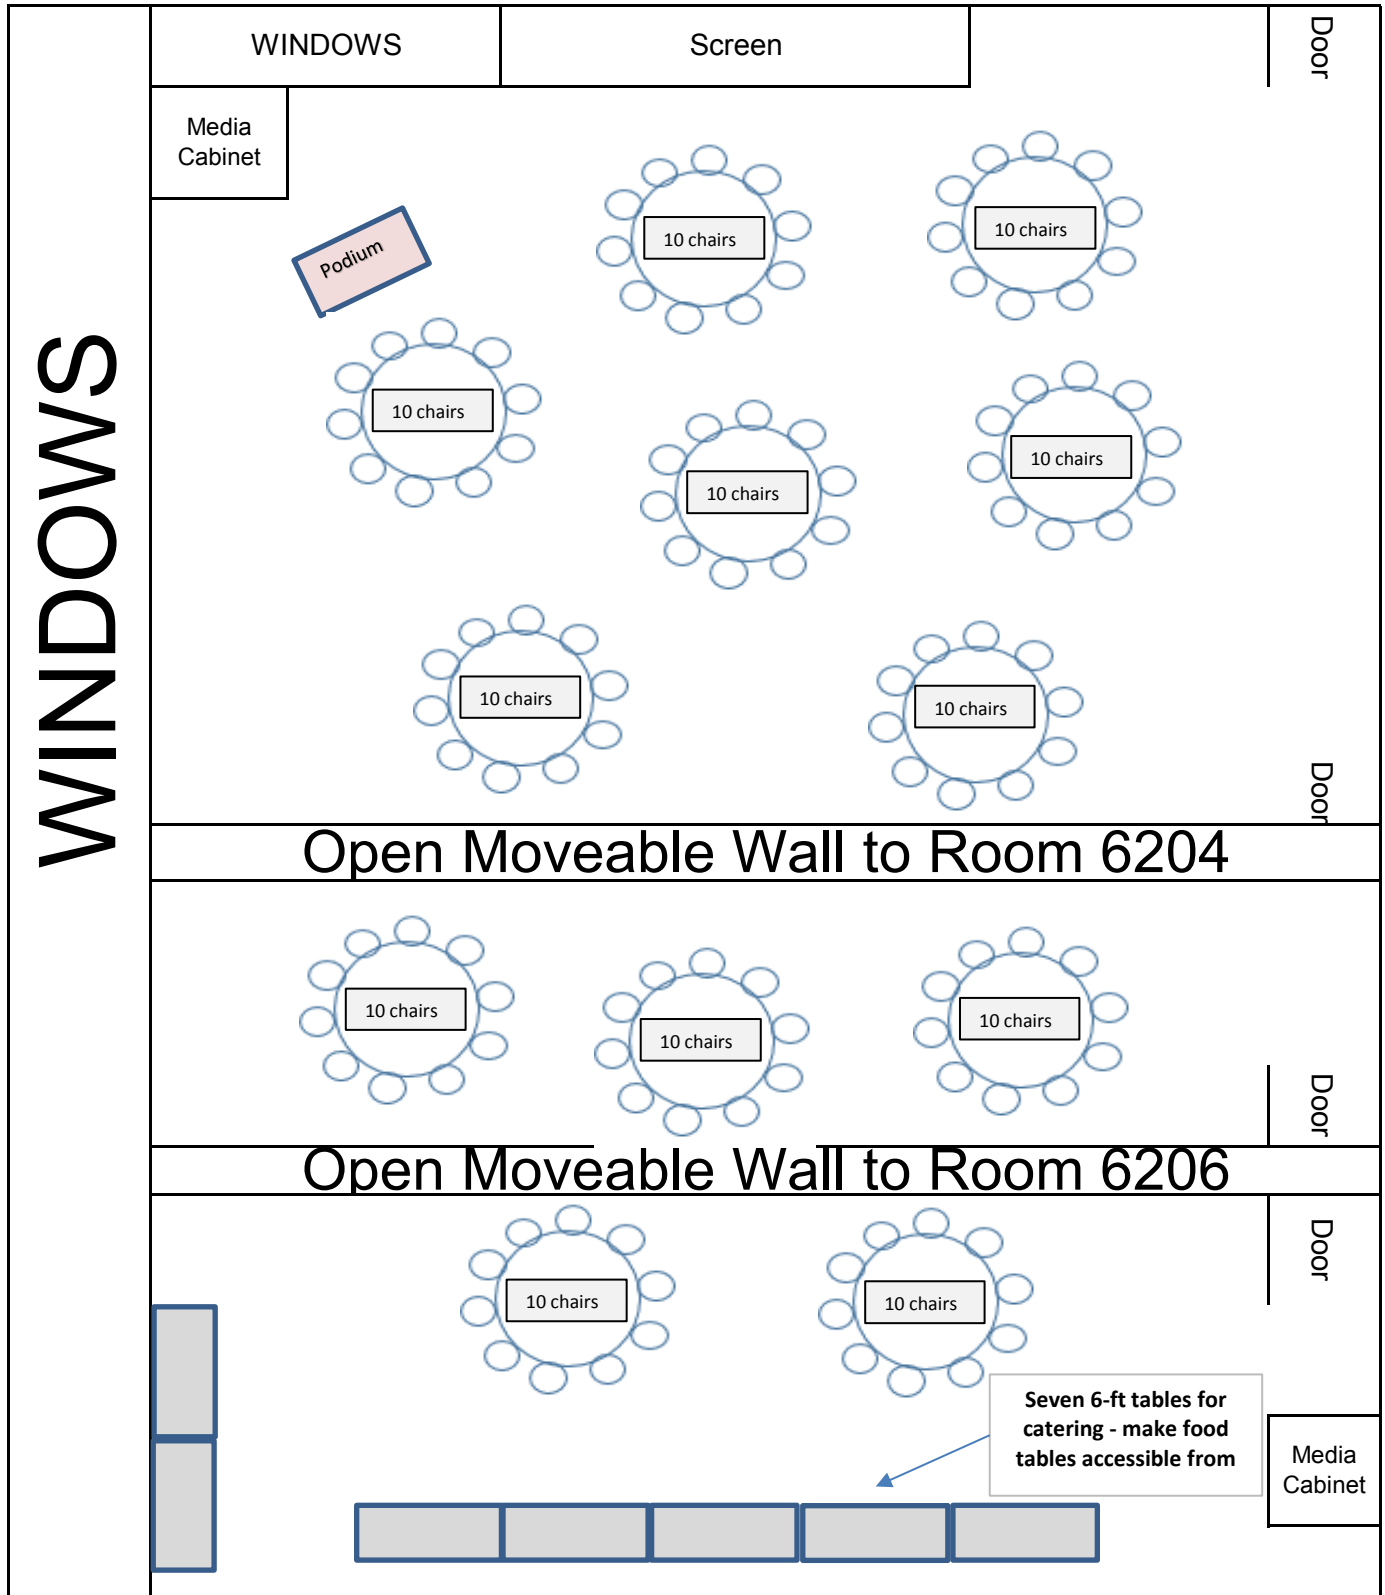 WINDOWS
Screen
Door
Media
Cabinet
Podium
10 chairs
10 chairs
10 chairs
10 chairs
10 chairs
WINDOWS
10 chairs
10 chairs
Door
Open Moveable Wall to Room 6204
10 chairs
10 chairs
10 chairs
Door
Open Moveable Wall to Room 6206
Door
10 chairs
10 chairs
Seven 6-ft tables for
catering - make food
tables accessible from
Media
Cabinet